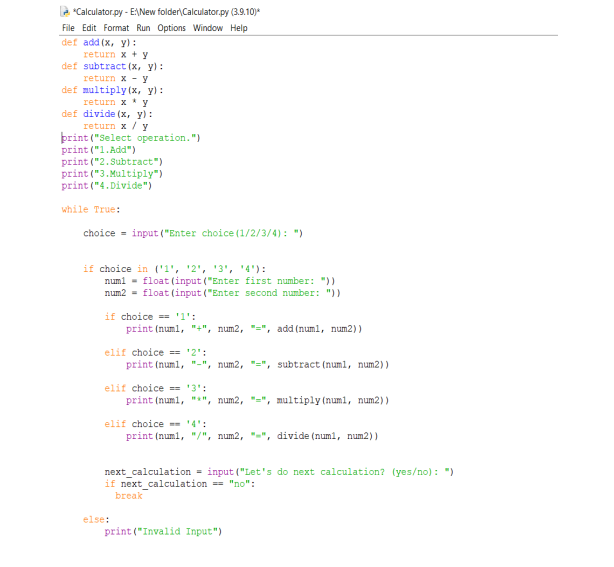 *Calculator.py - E:\New folder\Calculator.py (3.9.10)*
File Edit Format Run Options Window Help
def add(x, y):
    return x + y
def subtract(x, y):
    return x - y
def multiply(x, y):
    return x * y
def divide(x, y):
    return x / y
print("Select operation.")
print("1.Add")
print("2.Subtract")
print("3.Multiply")
print("4.Divide")

while True:

    choice = input("Enter choice(1/2/3/4): ")


    if choice in ('1', '2', '3', '4'):
        num1 = float(input("Enter first number: "))
        num2 = float(input("Enter second number: "))

        if choice == '1':
            print(num1, "+", num2, "=", add(num1, num2))

        elif choice == '2':
            print(num1, "-", num2, "=", subtract(num1, num2))

        elif choice == '3':
            print(num1, "*", num2, "=", multiply(num1, num2))

        elif choice == '4':
            print(num1, "/", num2, "=", divide(num1, num2))


        next_calculation = input("Let's do next calculation? (yes/no): ")
        if next_calculation == "no":
          break

    else:
        print("Invalid Input")